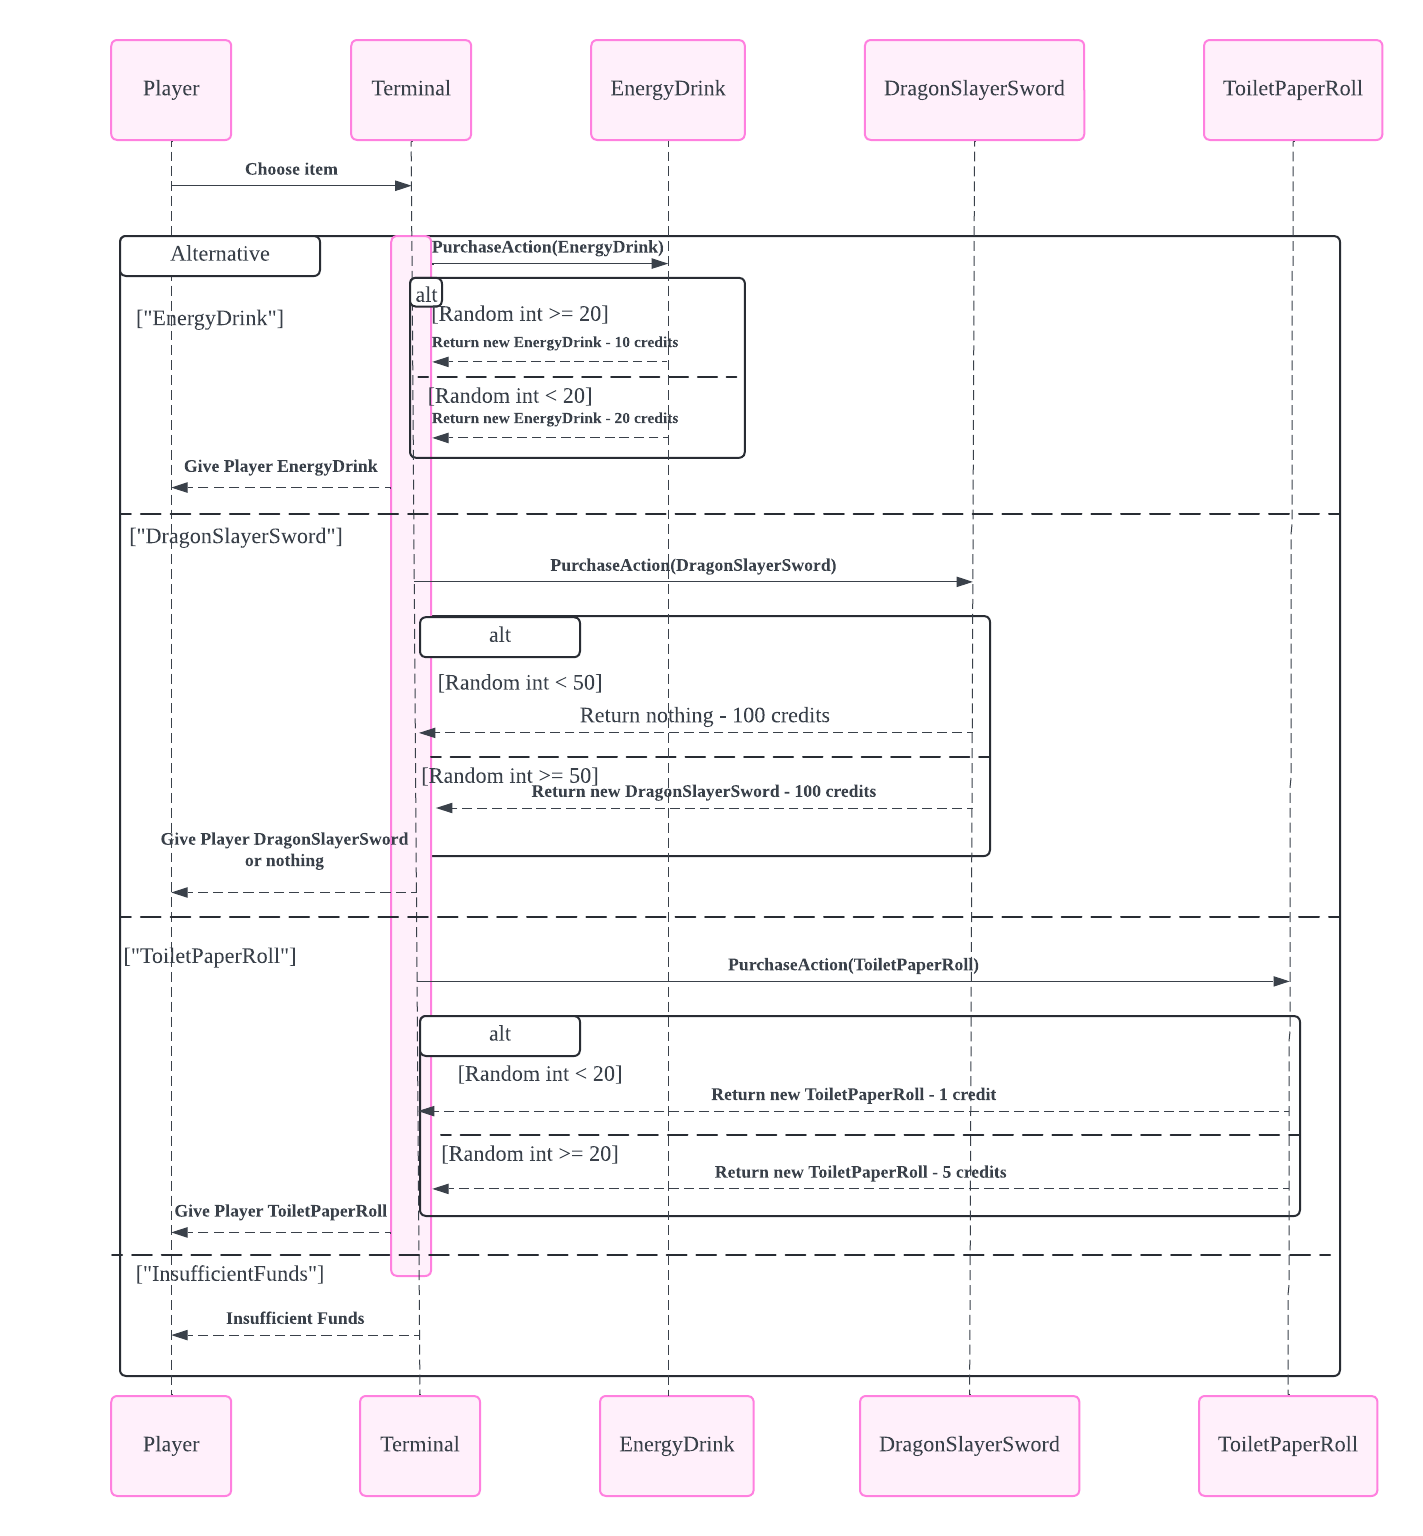 Player
Terminal
EnergyDrink
DragonSlayerSword
ToiletPaperRoll
Choose item
Alternative
PurchaseAction(EnergyDrink)
alt
["EnergyDrink"]
[Random int >= 20]
Return new EnergyDrink - 10 credits
[Random int < 20]
Return new EnergyDrink - 20 credits
Give Player EnergyDrink
["DragonSlayerSword"]
PurchaseAction(DragonSlayerSword)
alt
[Random int < 50]
Return nothing - 100 credits
[Random int >= 50]
Return new DragonSlayerSword - 100 credits
Give Player DragonSlayerSword
or nothing
["ToiletPaperRoll"]
PurchaseAction(ToiletPaperRoll)
alt
[Random int < 20]
Return new ToiletPaperRoll - 1 credit
[Random int >= 20]
Return new ToiletPaperRoll - 5 credits
Give Player ToiletPaperRoll
["InsufficientFunds"]
Insufficient Funds
Player
Terminal
EnergyDrink
DragonSlayerSword
ToiletPaperRoll